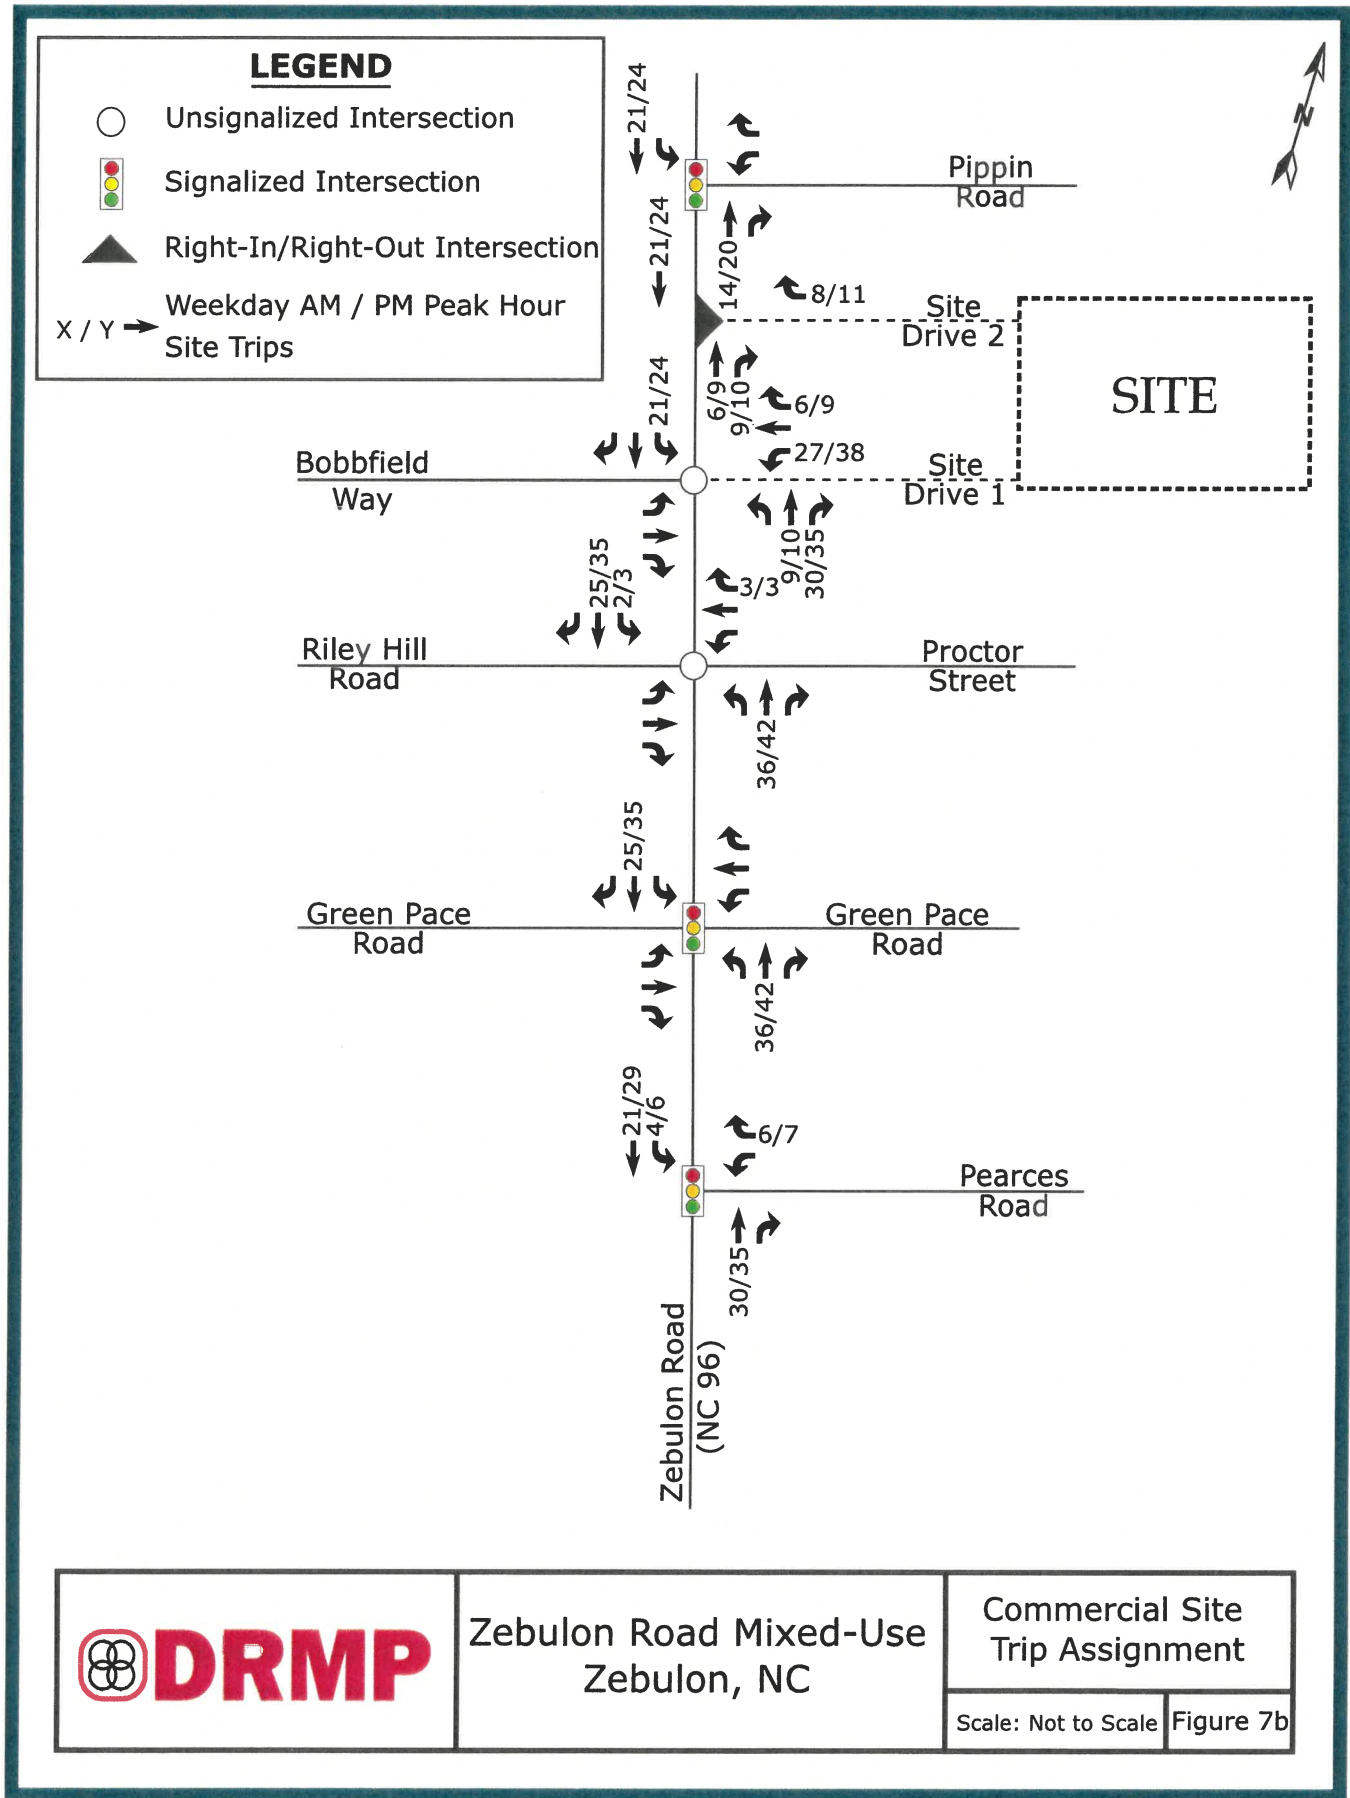 LEGEND
Unsignalized Intersection
Signalized Intersection
Right-In/Right-Out Intersection
X / Y
Weekday AM / PM Peak Hour
Site Trips
N
21/24
Pippin
Road
21/24
14/20
8/11
Site
Drive 2
SITE
21/24
6/9
9/10
6/9
27/38
Bobbfield
Way
Site
Drive 1
25/35
2/3
3/3
9/10
30/35
Riley Hill
Road
Proctor
Street
36/42
25/35
Green Pace
Road
Green Pace
Road
36/42
21/29
4/6
6/7
Pearces
Road
30/35
Zebulon Road
(NC 96)
DRMP
Zebulon Road Mixed-Use
Zebulon, NC
Commercial Site
Trip Assignment
Scale: Not to Scale
Figure 7b